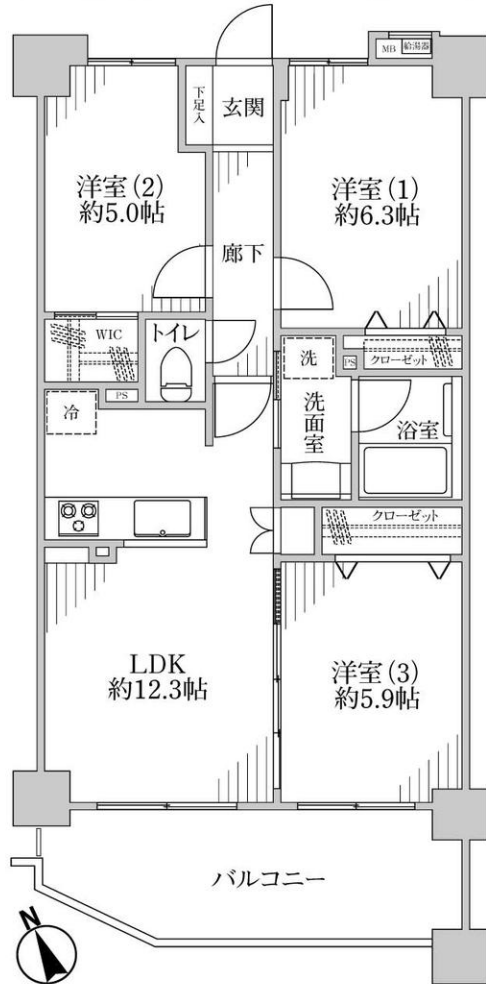 MB
給湯器
下足入
玄関
洋室(2)
約5.0帖
洋室(1)
約6.3帖
廊下
WIC
トイレ
洗
PS
クローゼット
PS
冷
洗面室
浴室
クローゼット
LDK
約12.3帖
洋室(3)
約5.9帖
バルコニー
N